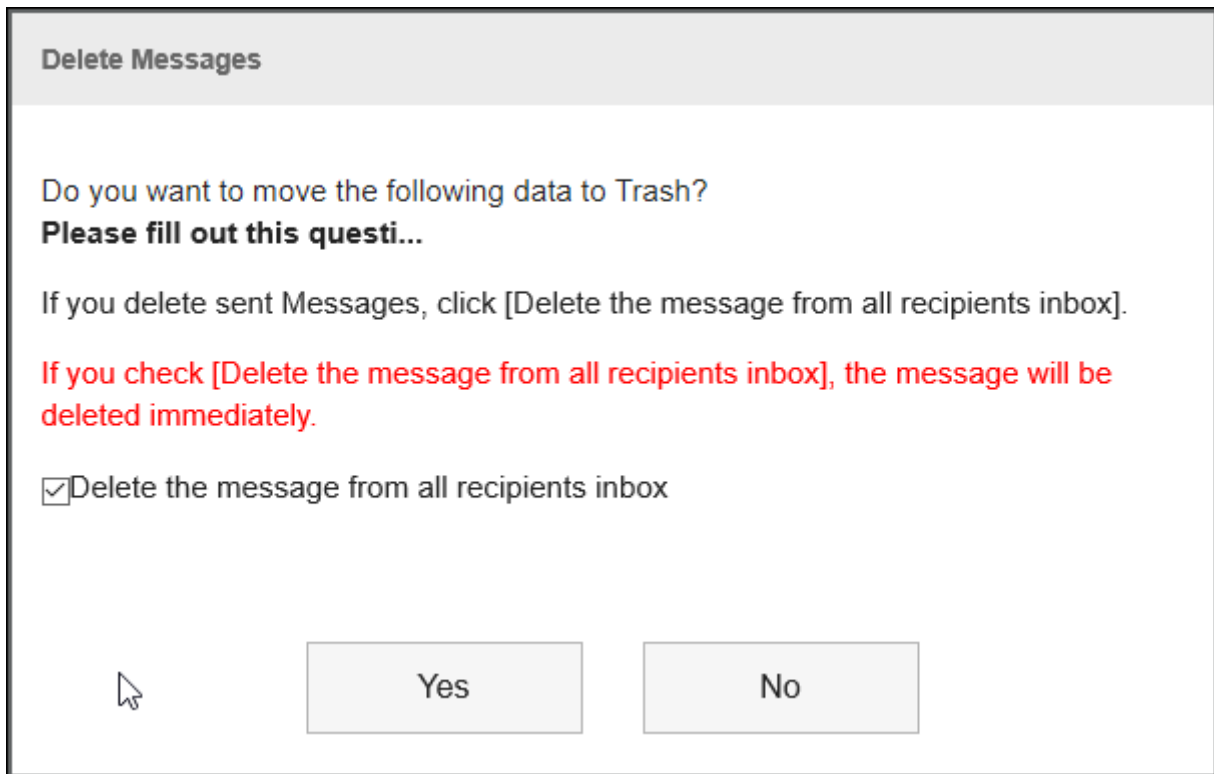 Delete Messages
Do you want to move the following data to Trash?
Please fill out this questi...
If you delete sent Messages, click [Delete the message from all recipients inbox].
If you check [Delete the message from all recipients inbox], the message will be
deleted immediately.
Delete the message from all recipients inbox
Yes
No